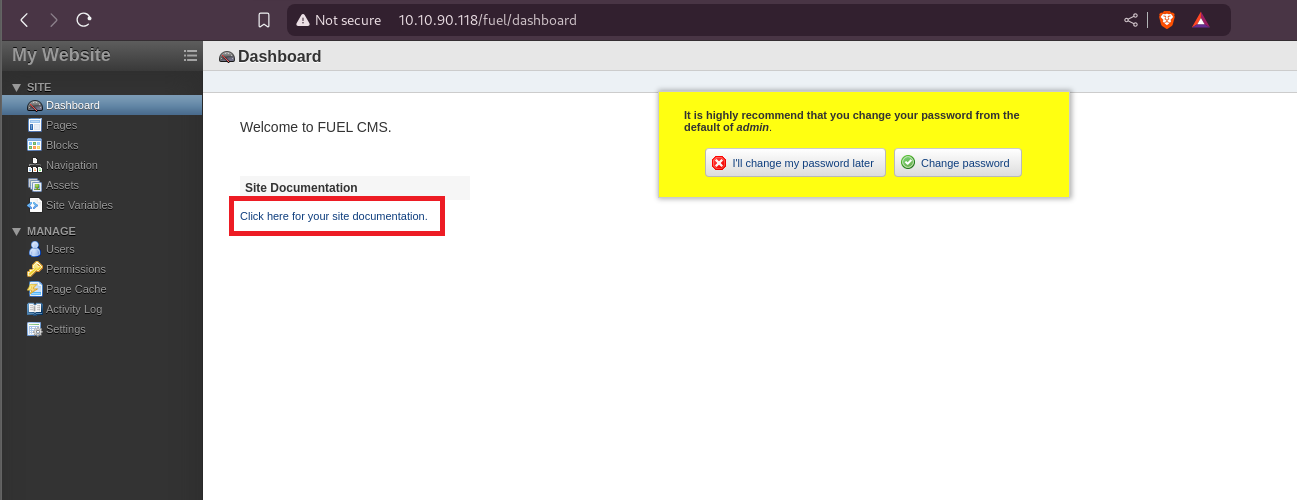 Not secure 10.10.90.118/fuel/dashboard
My Website
Dashboard
SITE
Dashboard
Pages
Blocks
Navigation
Assets
Site Variables
MANAGE
Users
Permissions
Page Cache
Activity Log
Settings
Welcome to FUEL CMS.
Site Documentation
Click here for your site documentation.
It is highly recommend that you change your password from the
default of admin.
I'll change my password later
Change password